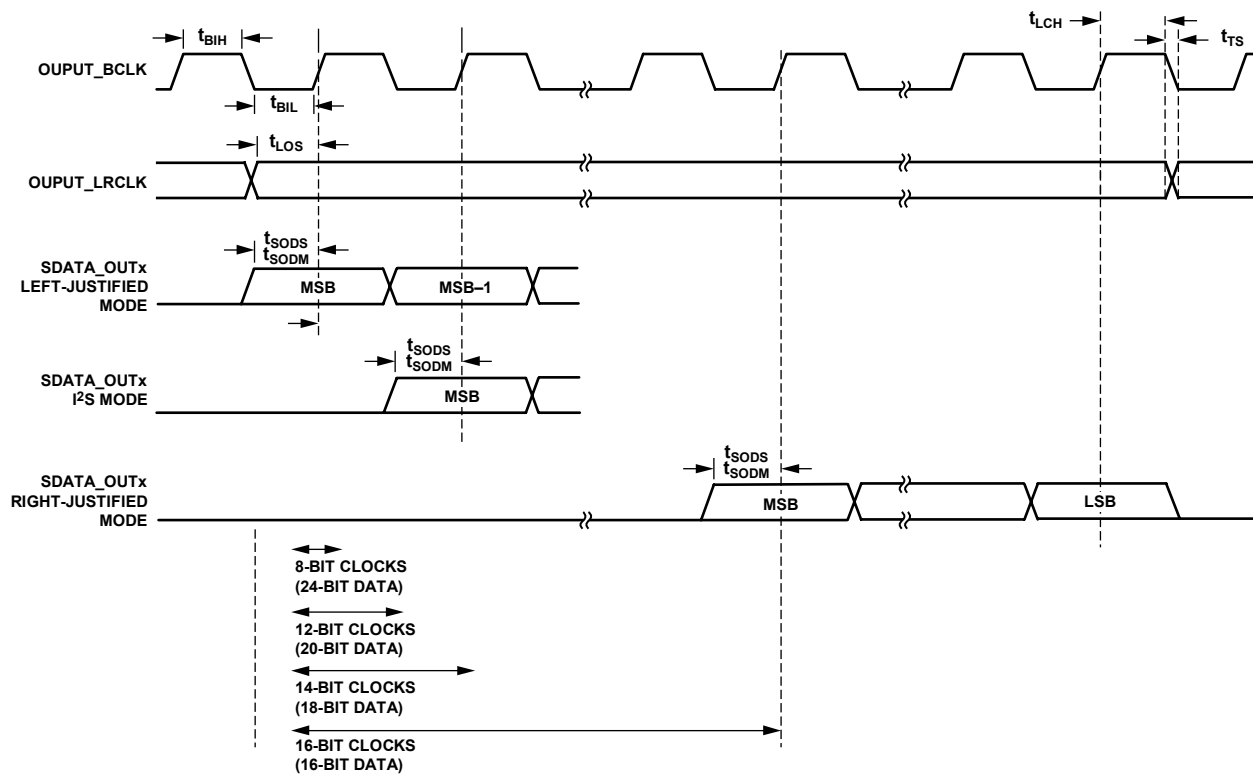 tBIH
tLCH
tTS
OUPUT_BCLK
tBIL
tLOS
OUPUT_LRCLK
tSODS
tSODM
SDATA_OUTx
LEFT-JUSTIFIED
MODE
MSB
MSB–1
tSODS
tSODM
SDATA_OUTx
I2S MODE
MSB
tSODS
tSODM
SDATA_OUTx
RIGHT-JUSTIFIED
MODE
MSB
LSB
8-BIT CLOCKS
(24-BIT DATA)
12-BIT CLOCKS
(20-BIT DATA)
14-BIT CLOCKS
(18-BIT DATA)
16-BIT CLOCKS
(16-BIT DATA)